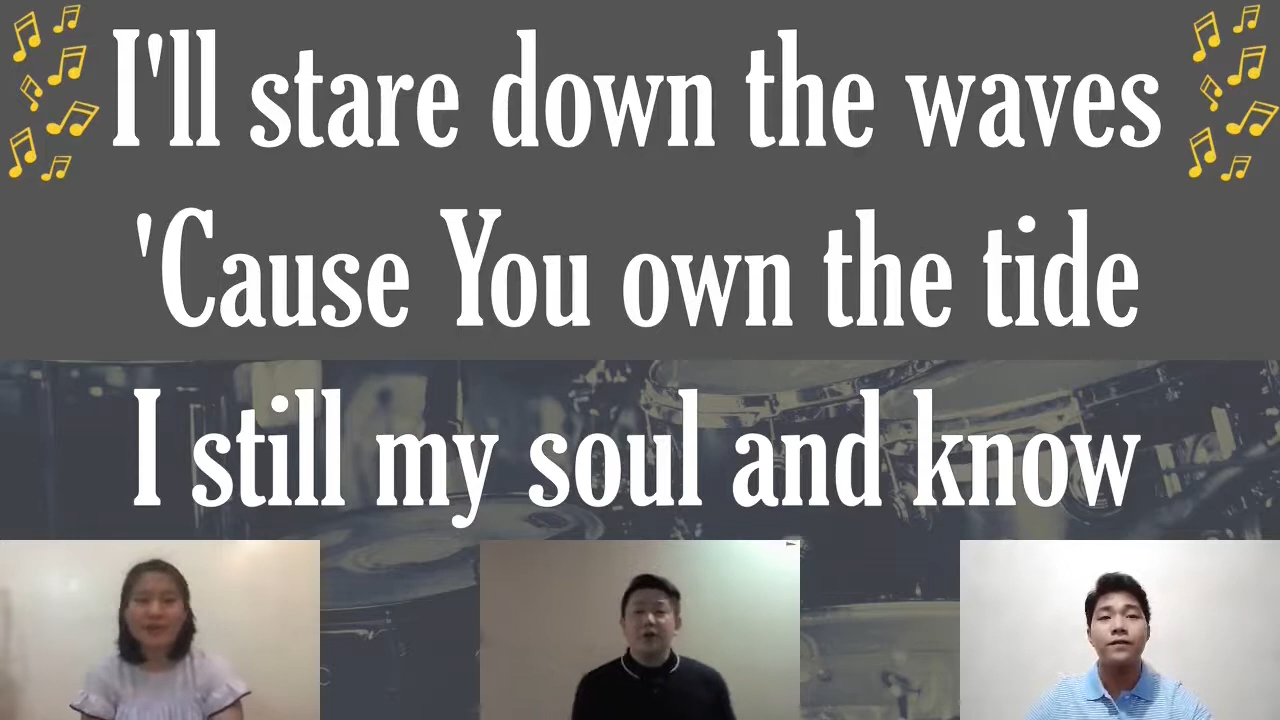 I'll stare down the waves
'Cause You own the tide
I still my soul and know